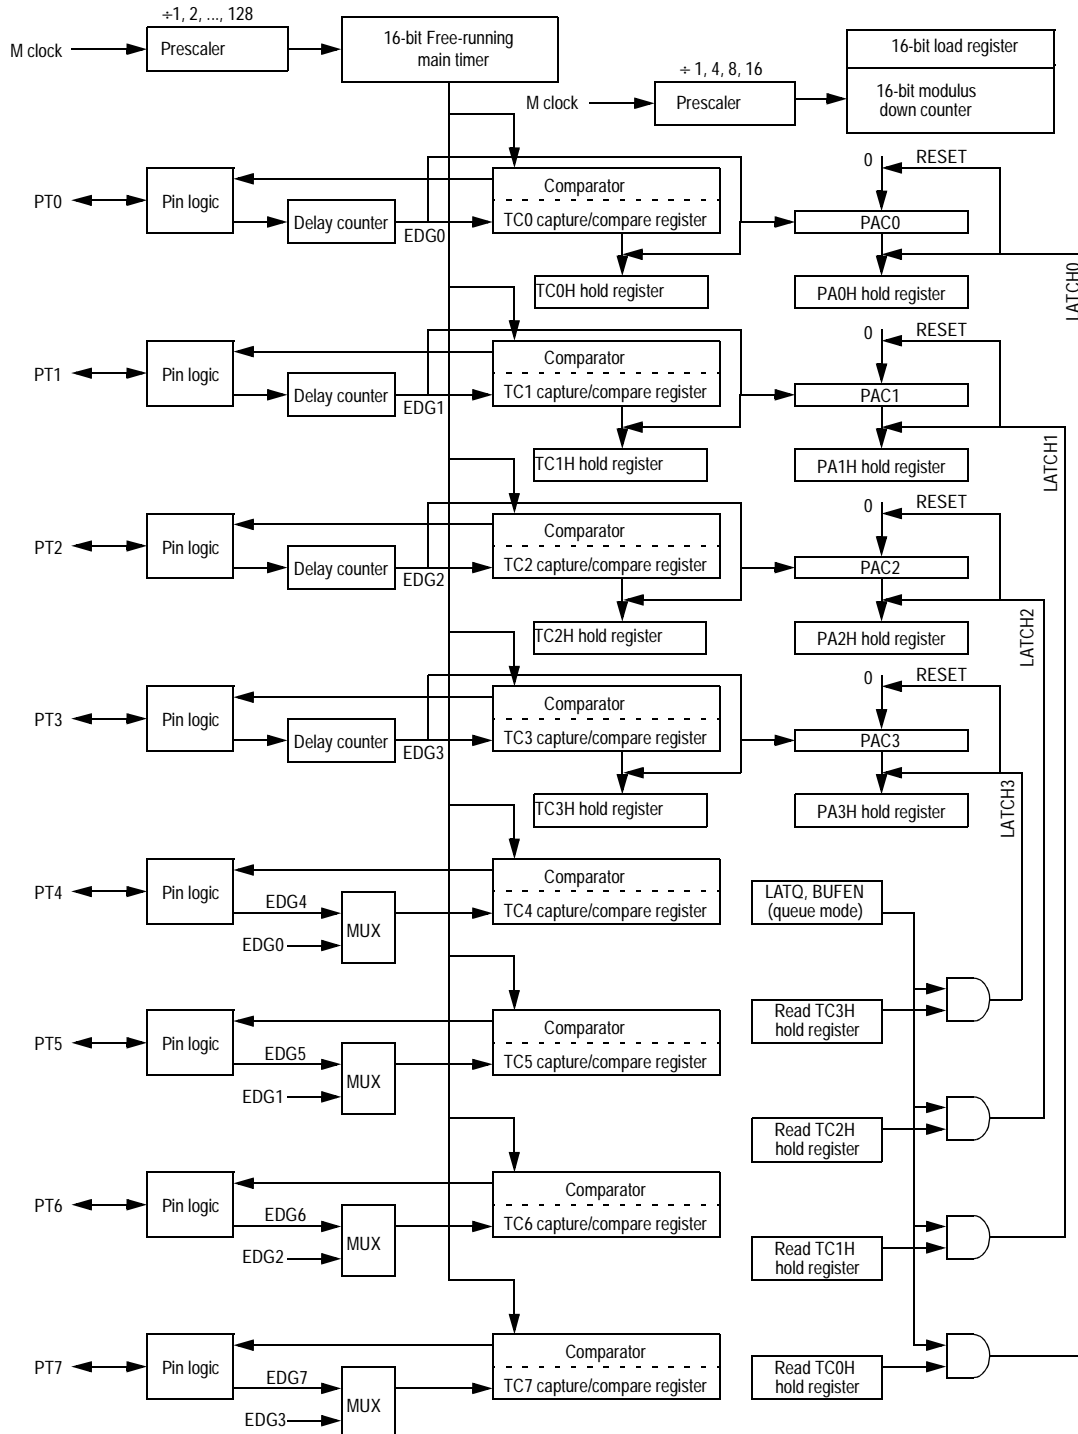 ÷1, 2, ..., 128
M clock
Prescaler
16-bit Free-running
main timer
÷ 1, 4, 8, 16
M clock
Prescaler
16-bit load register
16-bit modulus
down counter
PT0
Pin logic
Delay counter
EDG0
Comparator
TC0 capture/compare register
TC0H hold register
0
RESET
PAC0
PA0H hold register
LATCH0
PT1
Pin logic
Delay counter
EDG1
Comparator
TC1 capture/compare register
TC1H hold register
0
RESET
PAC1
PA1H hold register
LATCH1
PT2
Pin logic
Delay counter
EDG2
Comparator
TC2 capture/compare register
TC2H hold register
0
RESET
PAC2
PA2H hold register
LATCH2
PT3
Pin logic
Delay counter
EDG3
Comparator
TC3 capture/compare register
TC3H hold register
0
RESET
PAC3
PA3H hold register
LATCH3
PT4
Pin logic
EDG4
EDG0
MUX
Comparator
TC4 capture/compare register
LATQ, BUFEN
(queue mode)
PT5
Pin logic
EDG5
EDG1
MUX
Comparator
TC5 capture/compare register
Read TC3H
hold register
Read TC2H
hold register
PT6
Pin logic
EDG6
EDG2
MUX
Comparator
TC6 capture/compare register
Read TC1H
hold register
PT7
Pin logic
EDG7
EDG3
MUX
Comparator
TC7 capture/compare register
Read TC0H
hold register